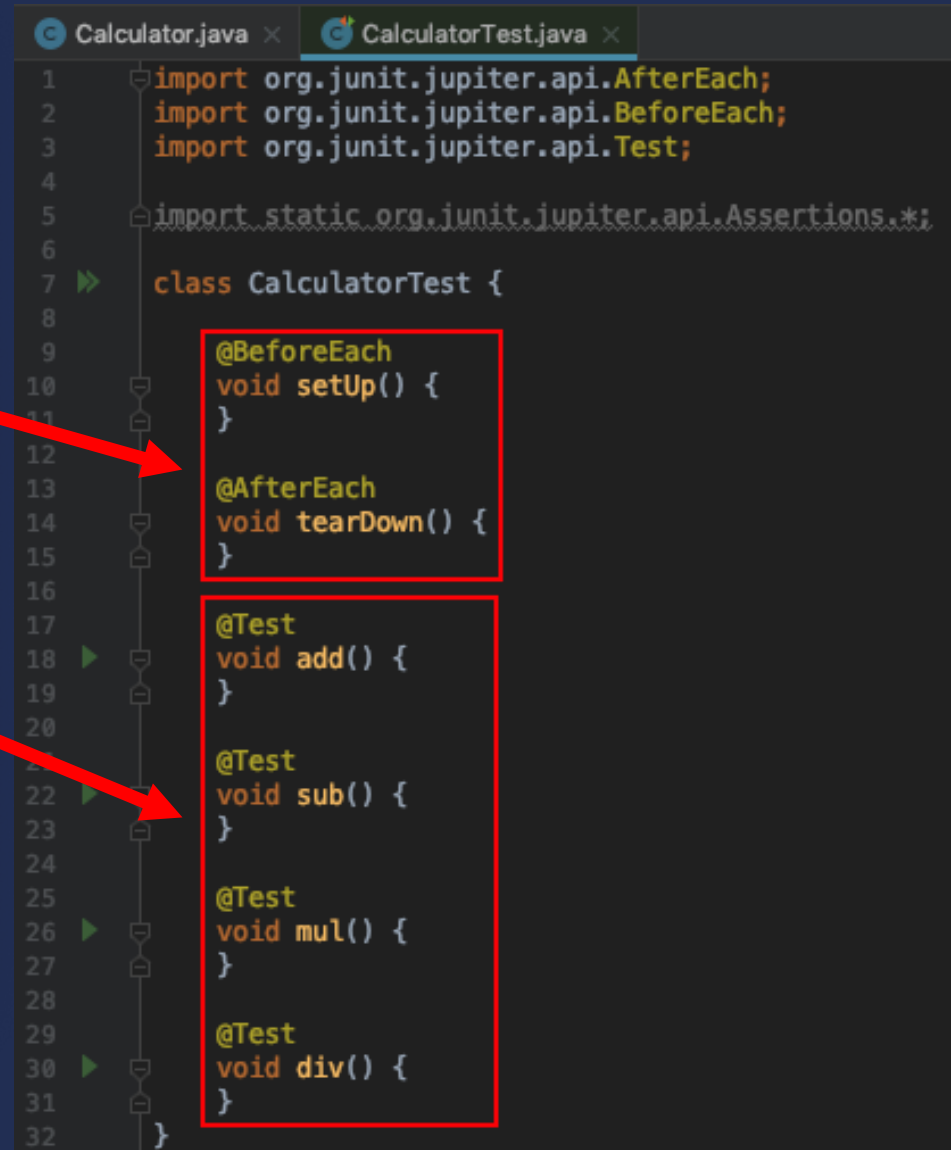 Calculator.java × CalculatorTest.java ×
1 import org.junit.jupiter.api.AfterEach;
2 import org.junit.jupiter.api.BeforeEach;
3 import org.junit.jupiter.api.Test;
4
5 import static org.junit.jupiter.api.Assertions.*;
6
7 class CalculatorTest {
8
9 @BeforeEach
10 void setUp() {
11 }
12
13 @AfterEach
14 void tearDown() {
15 }
16
17 @Test
18 void add() {
19 }
20
21 @Test
22 void sub() {
23 }
24
25 @Test
26 void mul() {
27 }
28
29 @Test
30 void div() {
31 }
32 }